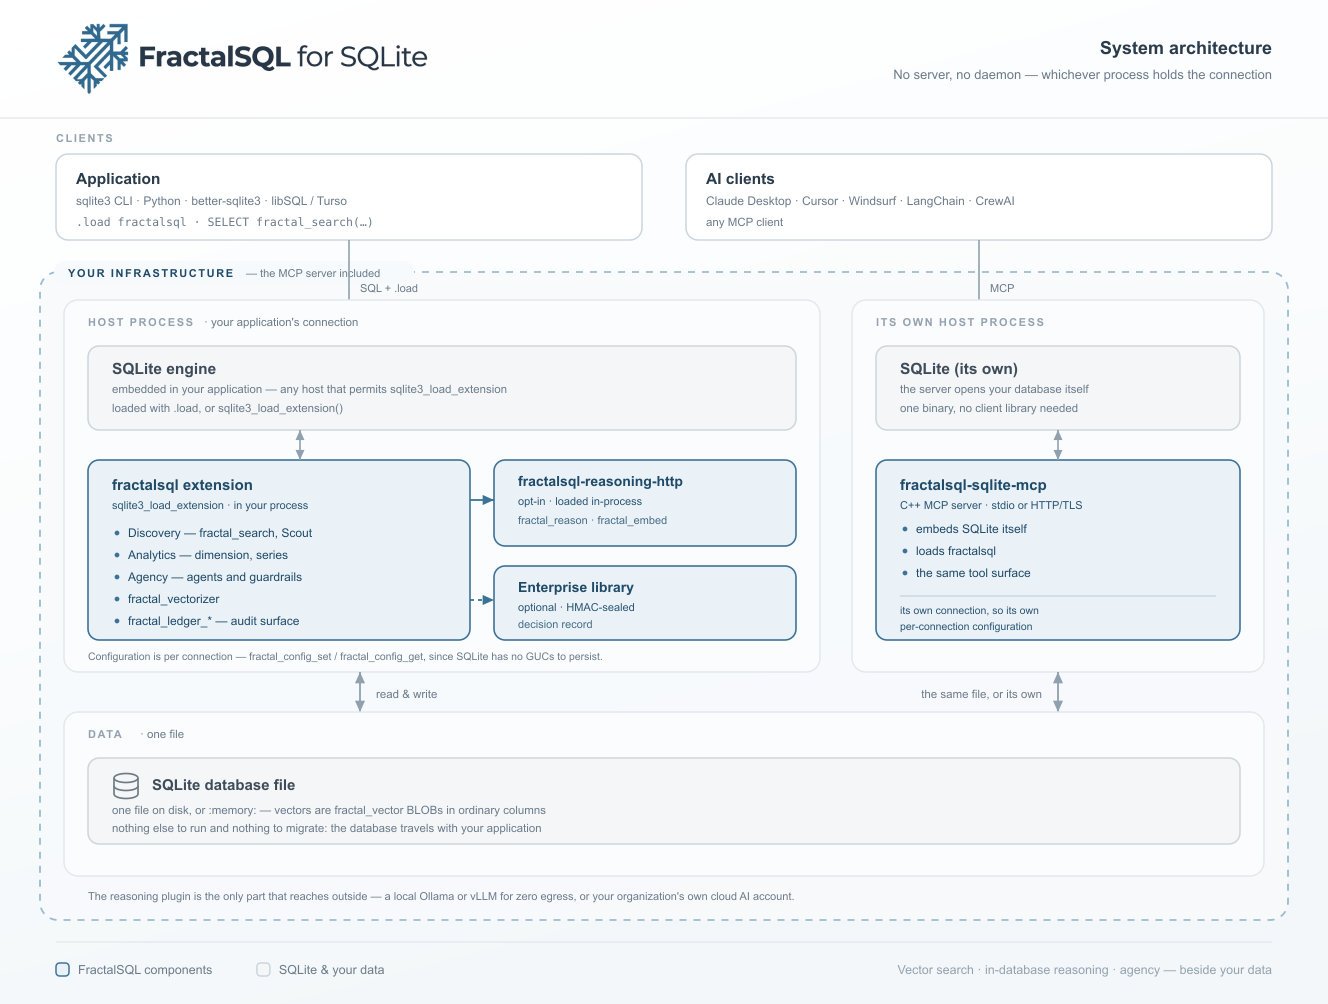 FractalSQL for SQLite
System architecture
No server, no daemon — whichever process holds the connection
CLIENTS
Application
sqlite3 CLI · Python · better-sqlite3 · libSQL / Turso
.load fractalsql · SELECT fractal_search(…)
AI clients
Claude Desktop · Cursor · Windsurf · LangChain · CrewAI
any MCP client
YOUR INFRASTRUCTURE — the MCP server included
SQL + .load
MCP
HOST PROCESS · your application's connection
SQLite engine
embedded in your application — any host that permits sqlite3_load_extension
loaded with .load, or sqlite3_load_extension()
fractalsql extension
sqlite3_load_extension · in your process
• Discovery — fractal_search, Scout
• Analytics — dimension, series
• Agency — agents and guardrails
• fractal_vectorizer
• fractal_ledger_* — audit surface
fractalsql-reasoning-http
opt-in · loaded in-process
fractal_reason · fractal_embed
Enterprise library
optional · HMAC-sealed
decision record
Configuration is per connection — fractal_config_set / fractal_config_get, since SQLite has no GUCs to persist.
ITS OWN HOST PROCESS
SQLite (its own)
the server opens your database itself
one binary, no client library needed
fractalsql-sqlite-mcp
C++ MCP server · stdio or HTTP/TLS
• embeds SQLite itself
• loads fractalsql
• the same tool surface
its own connection, so its own
per-connection configuration
read & write
the same file, or its own
DATA · one file
SQLite database file
one file on disk, or :memory: — vectors are fractal_vector BLOBs in ordinary columns
nothing else to run and nothing to migrate: the database travels with your application
The reasoning plugin is the only part that reaches outside — a local Ollama or vLLM for zero egress, or your organization's own cloud AI account.
FractalSQL components
SQLite & your data
Vector search · in-database reasoning · agency — beside your data